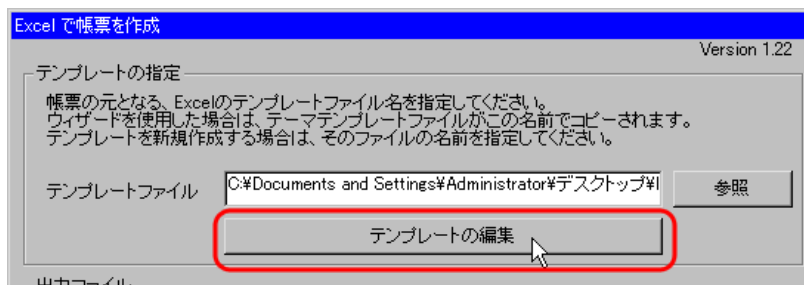 Excel で帳票を作成
Version 1.22
テンプレートの指定
帳票の元となる、Excelのテンプレートファイル名を指定してください。
ウィザードを使用した場合は、テーマテンプレートファイルがこの名前でコピーされます。
テンプレートを新規作成する場合は、そのファイルの名前を指定してください。
テンプレートファイル C:¥Documents and Settings¥Administrator¥デスクトップ¥I 参照
テンプレートの編集
出力ファイル